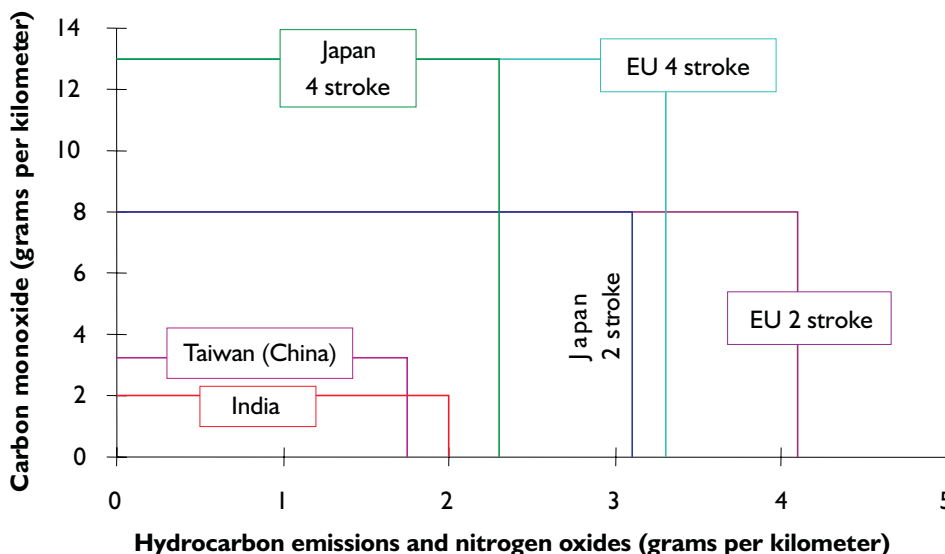 Carbon monoxide (grams per kilometer)
14
12
10
8
6
4
2
0
Japan
4 stroke
EU 4 stroke
Japan
2 stroke
EU 2 stroke
Taiwan (China)
India
0 1 2 3 4 5
Hydrocarbon emissions and nitrogen oxides (grams per kilometer)